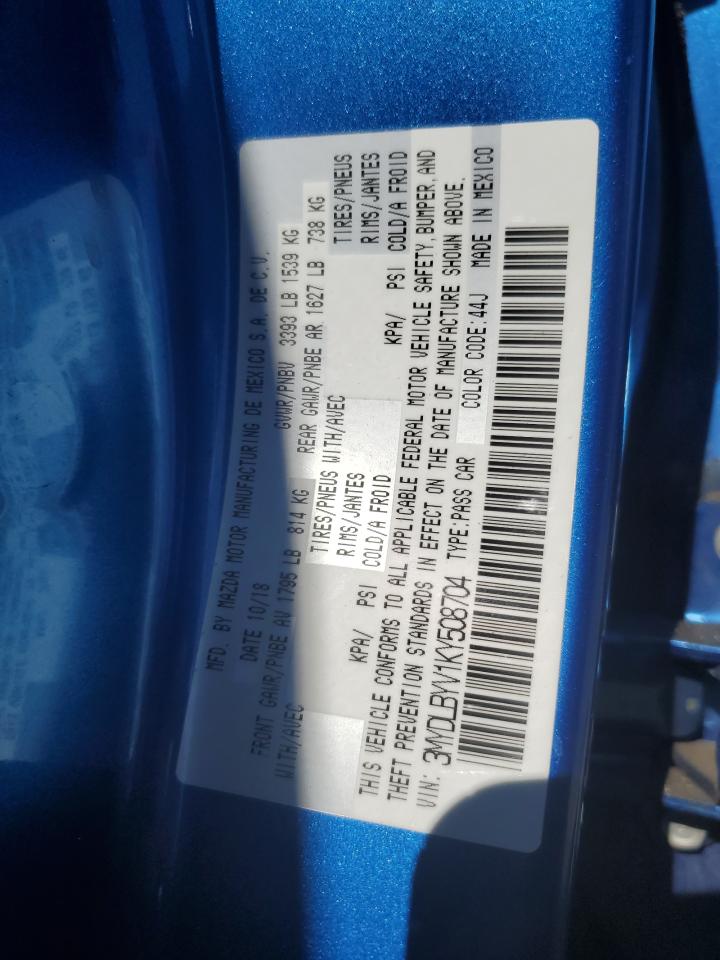 MFD. BY MAZDA MOTOR MANUFACTURING DE MEXICO S.A. DE C.V.
DATE 10/18 GVWR/PNBV 3393 LB 1539 KG
FRONT GAWR/PNBE AV 1795 LB 814 KG REAR GAWR/PNBE AR 1627 LB 738 KG
WITH/AVEC TIRES/PNEUS WITH/AVEC TIRES/PNEUS
RIMS/JANTES RIMS/JANTES
KPA/ PSI COLD/A FROID KPA/ PSI COLD/A FROID
THIS VEHICLE CONFORMS TO ALL APPLICABLE FEDERAL MOTOR VEHICLE SAFETY, BUMPER, AND
THEFT PREVENTION STANDARDS IN EFFECT ON THE DATE OF MANUFACTURE SHOWN ABOVE.
VIN: 3MYDLBYV1KY508704 TYPE:PASS CAR COLOR CODE:44J MADE IN MEXICO